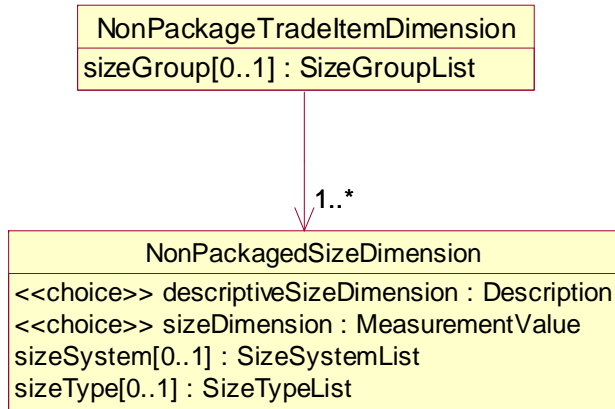 NonPackageTradeItemDimension
sizeGroup[0..1] : SizeGroupList
1..*
NonPackagedSizeDimension
<<choice>> descriptiveSizeDimension : Description
<<choice>> sizeDimension : MeasurementValue
sizeSystem[0..1] : SizeSystemList
sizeType[0..1] : SizeTypeList